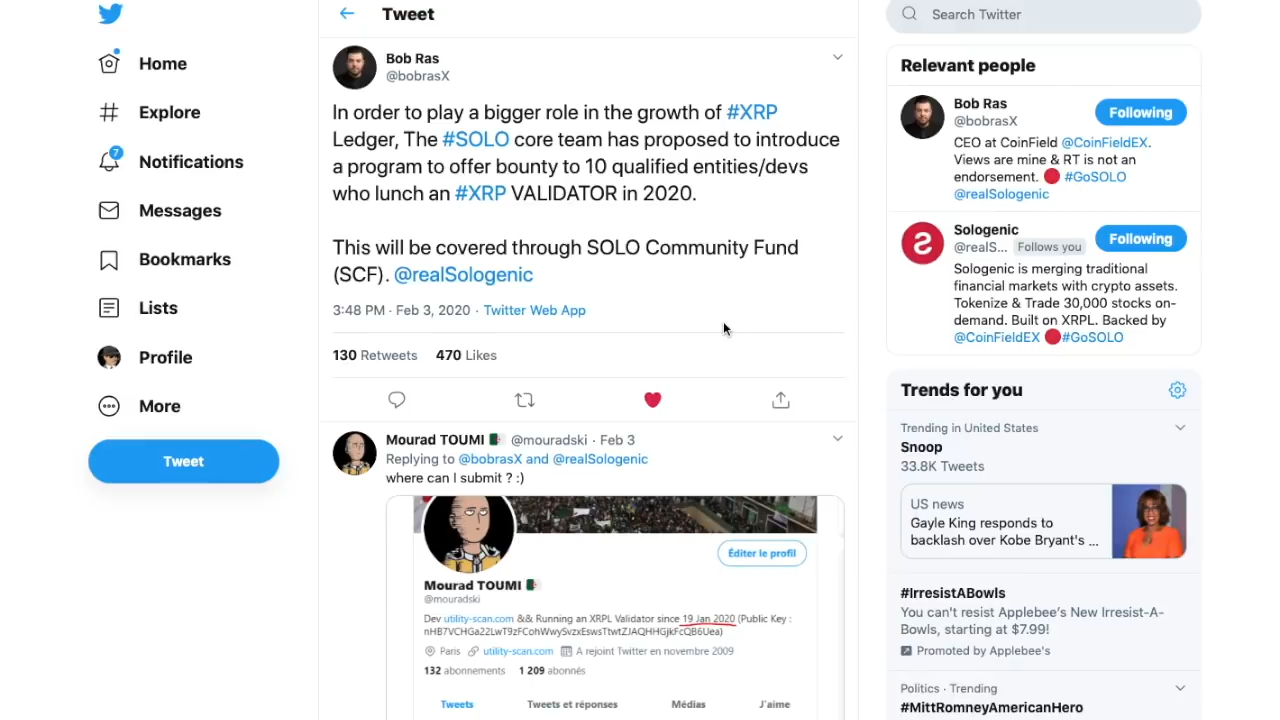 Home
Explore
7
Notifications
Messages
Bookmarks
Lists
Profile
More
Tweet
Tweet
Bob Ras
@bobrasX
In order to play a bigger role in the growth of #XRP
Ledger, The #SOLO core team has proposed to introduce
a program to offer bounty to 10 qualified entities/devs
who lunch an #XRP VALIDATOR in 2020.
This will be covered through SOLO Community Fund
(SCF). @realSologenic
3:48 PM · Feb 3, 2020 · Twitter Web App
130 Retweets 470 Likes
Mourad TOUMI @mouradski · Feb 3
Replying to @bobrasX and @realSologenic
where can I submit ? :)
Éditer le profil
Mourad TOUMI
@mouradski
Dev utility-scan.com && Running an XRPL Validator since 19 Jan 2020 (Public Key :
nHB7VCHGa22LwT9zFCohWwySvzxEswsTtwtZJAQHHGjkFcQB6Uea)
Paris utility-scan.com A rejoint Twitter en novembre 2009
132 abonnements 1 209 abonnés
Tweets Tweets et réponses Médias J'aime
Search Twitter
Relevant people
Bob Ras
@bobrasX
Following
CEO at CoinField @CoinFieldEX.
Views are mine & RT is not an
endorsement. #GoSOLO
@realSologenic
Sologenic
@realS... Follows you
Following
Sologenic is merging traditional
financial markets with crypto assets.
Tokenize & Trade 30,000 stocks on-
demand. Built on XRPL. Backed by
@CoinFieldEX #GoSOLO
Trends for you
Trending in United States
Snoop
33.8K Tweets
US news
Gayle King responds to
backlash over Kobe Bryant's ...
#IrresistABowls
You can't resist Applebee's New Irresist-A-
Bowls, starting at $7.99!
Promoted by Applebee's
Politics · Trending
#MittRomneyAmericanHero